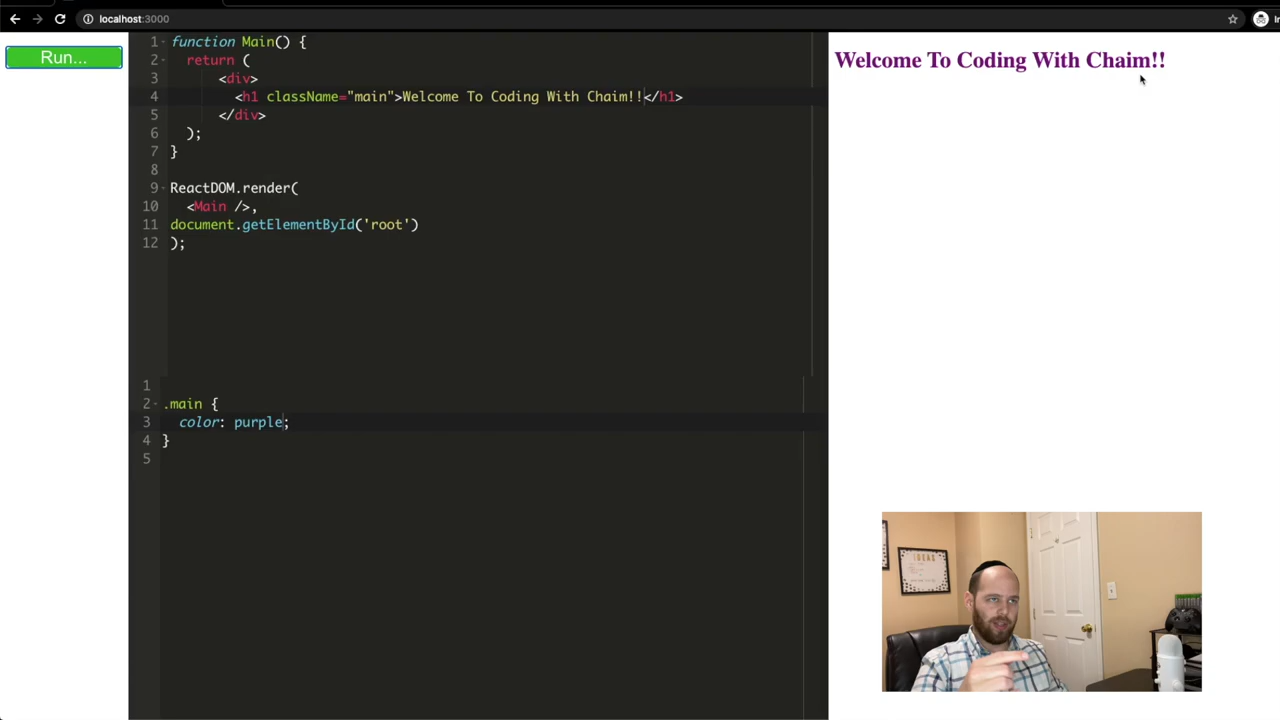 localhost:3000
Run...
1 function Main() {
2 return (
3 <div>
4 <h1 className="main">Welcome To Coding With Chaim!!</h1>
5 </div>
6 );
7 }
8
9 ReactDOM.render(
10 <Main />,
11 document.getElementById('root')
12 );
1
2 .main {
3 color: purple;
4 }
5
Welcome To Coding With Chaim!!
IDEAS